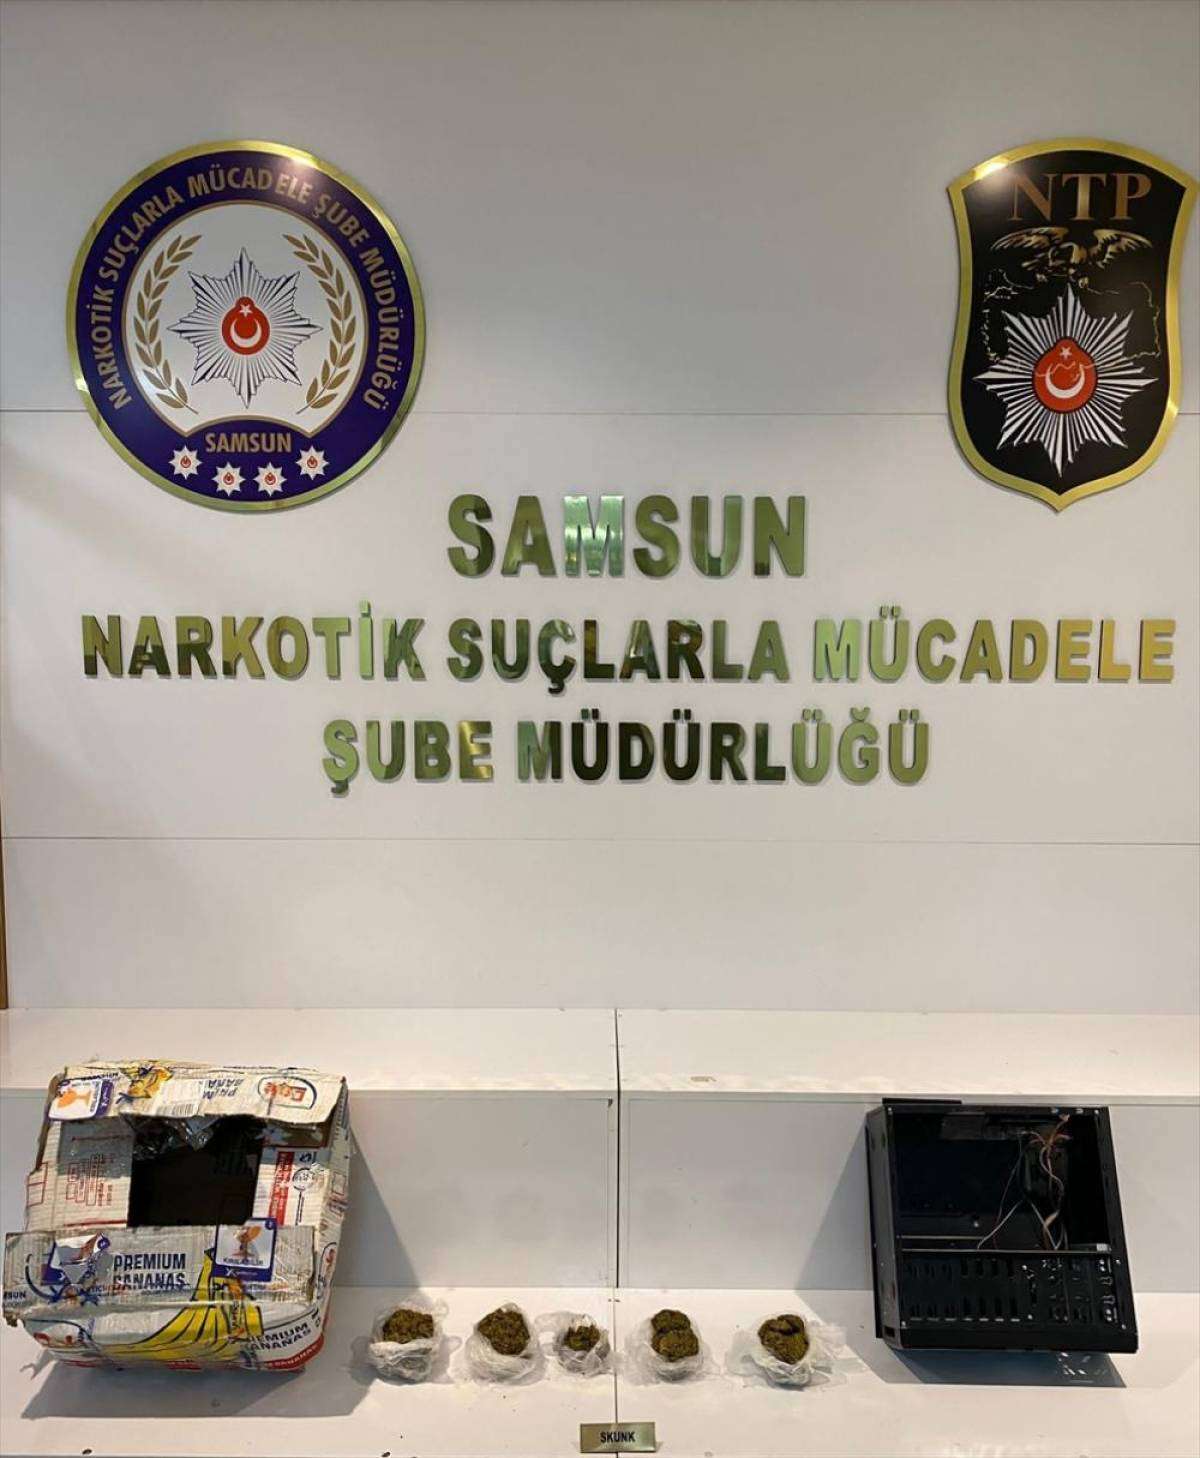 NARKOTİK SUÇLARLA MÜCADELE ŞUBE MÜDÜRLÜĞÜ
SAMSUN
NTP
SAMSUN
NARKOTİK SUÇLARLA MÜCADELE
ŞUBE MÜDÜRLÜĞÜ
PREMIUM
BANANAS
PREMIUM
BANANAS
SKUNK